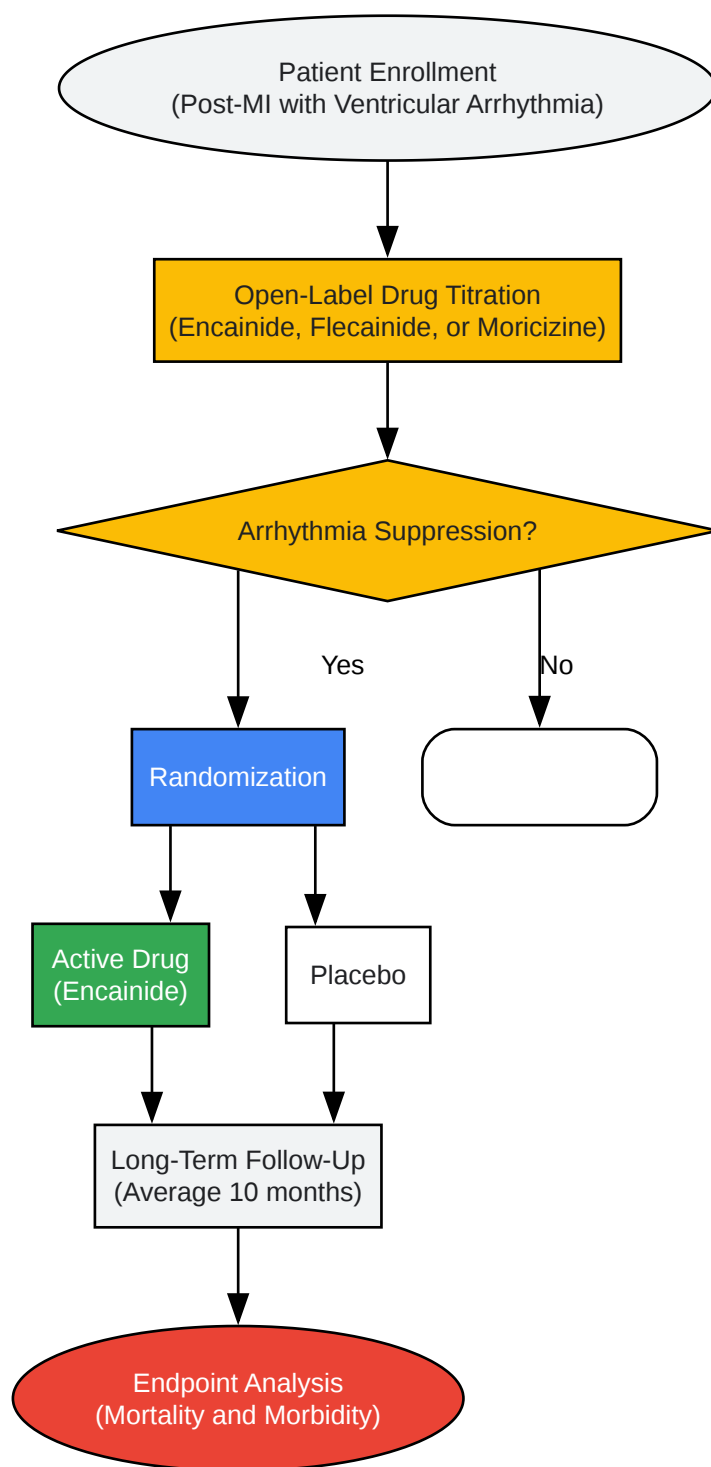 Patient Enrollment
(Post-MI with Ventricular Arrhythmia)
Open-Label Drug Titration
(Encainide, Flecainide, or Moricizine)
Arrhythmia Suppression?
Yes
No
Randomization
Active Drug
(Encainide)
Placebo
Long-Term Follow-Up
(Average 10 months)
Endpoint Analysis
(Mortality and Morbidity)